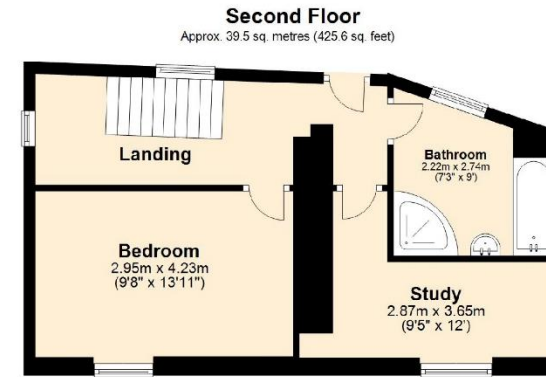 Second Floor
Approx. 39.5 sq. metres (425.6 sq. feet)
Landing
Bathroom
2.22m x 2.74m
(7'3" x 9')
Bedroom
2.95m x 4.23m
(9'8" x 13'11")
Study
2.87m x 3.65m
(9'5" x 12')